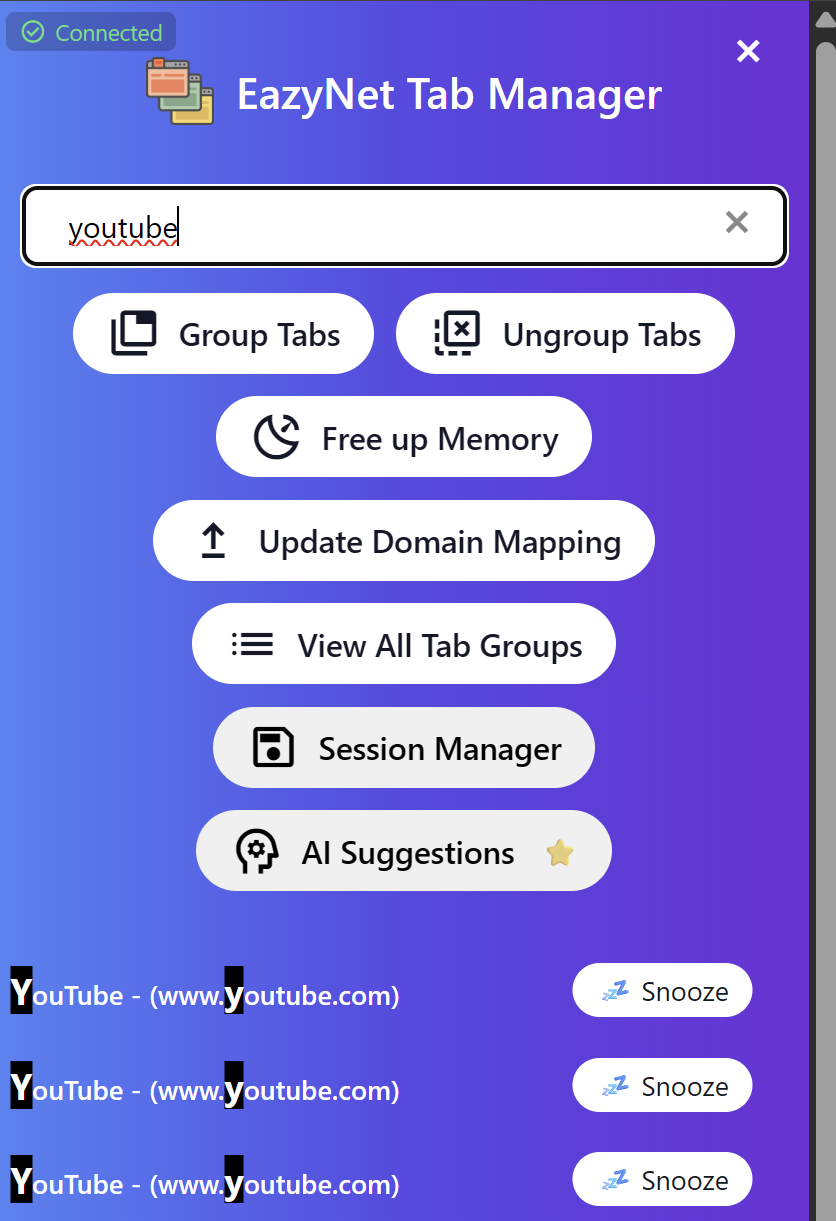 Connected
EazyNet Tab Manager
youtube
Group Tabs
Ungroup Tabs
Free up Memory
Update Domain Mapping
View All Tab Groups
Session Manager
AI Suggestions
YouTube - (www.youtube.com)
Snooze
YouTube - (www.youtube.com)
Snooze
YouTube - (www.youtube.com)
Snooze